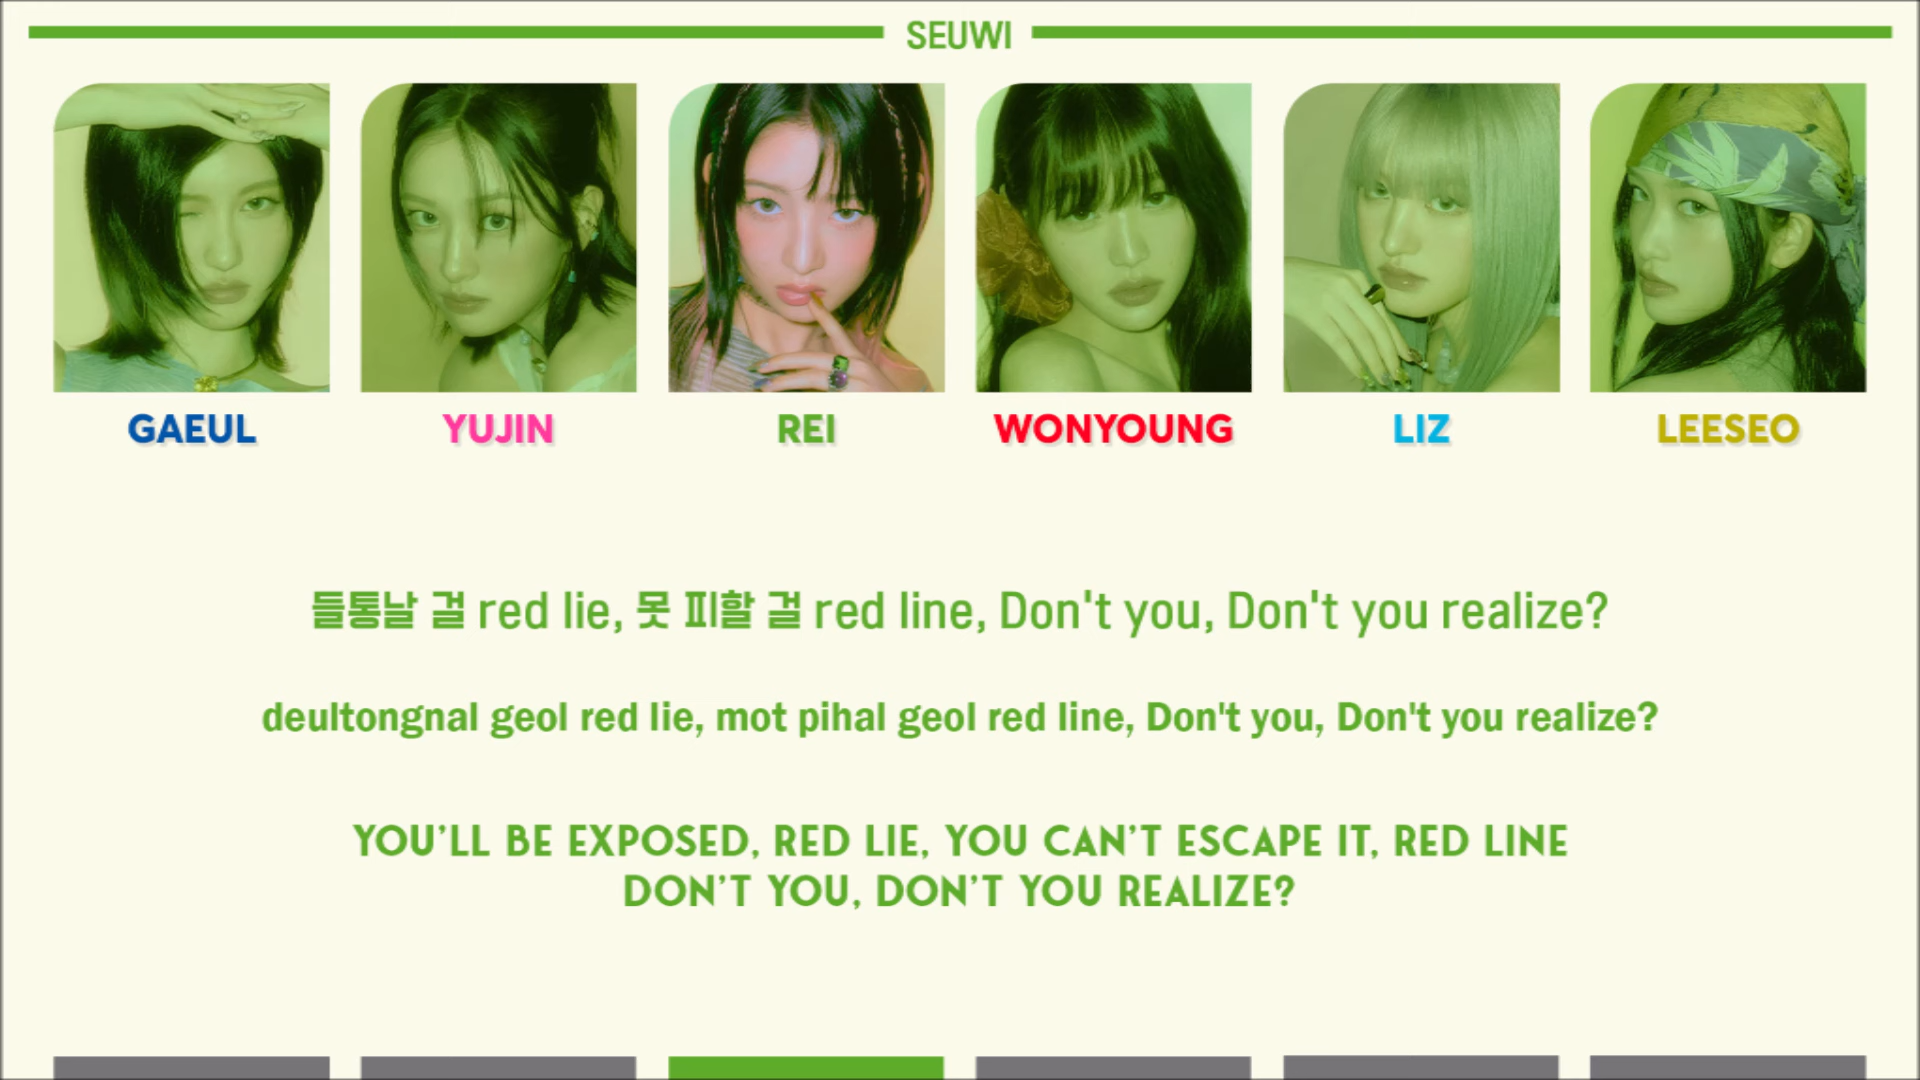 SEUWI
GAEUL
YUJIN
REI
WONYOUNG
LIZ
LEESEO
들통날 걸 red lie, 못 피할 걸 red line, Don't you, Don't you realize?
deultongnal geol red lie, mot pihal geol red line, Don't you, Don't you realize?
YOU'LL BE EXPOSED, RED LIE, YOU CAN'T ESCAPE IT, RED LINE
DON'T YOU, DON'T YOU REALIZE?